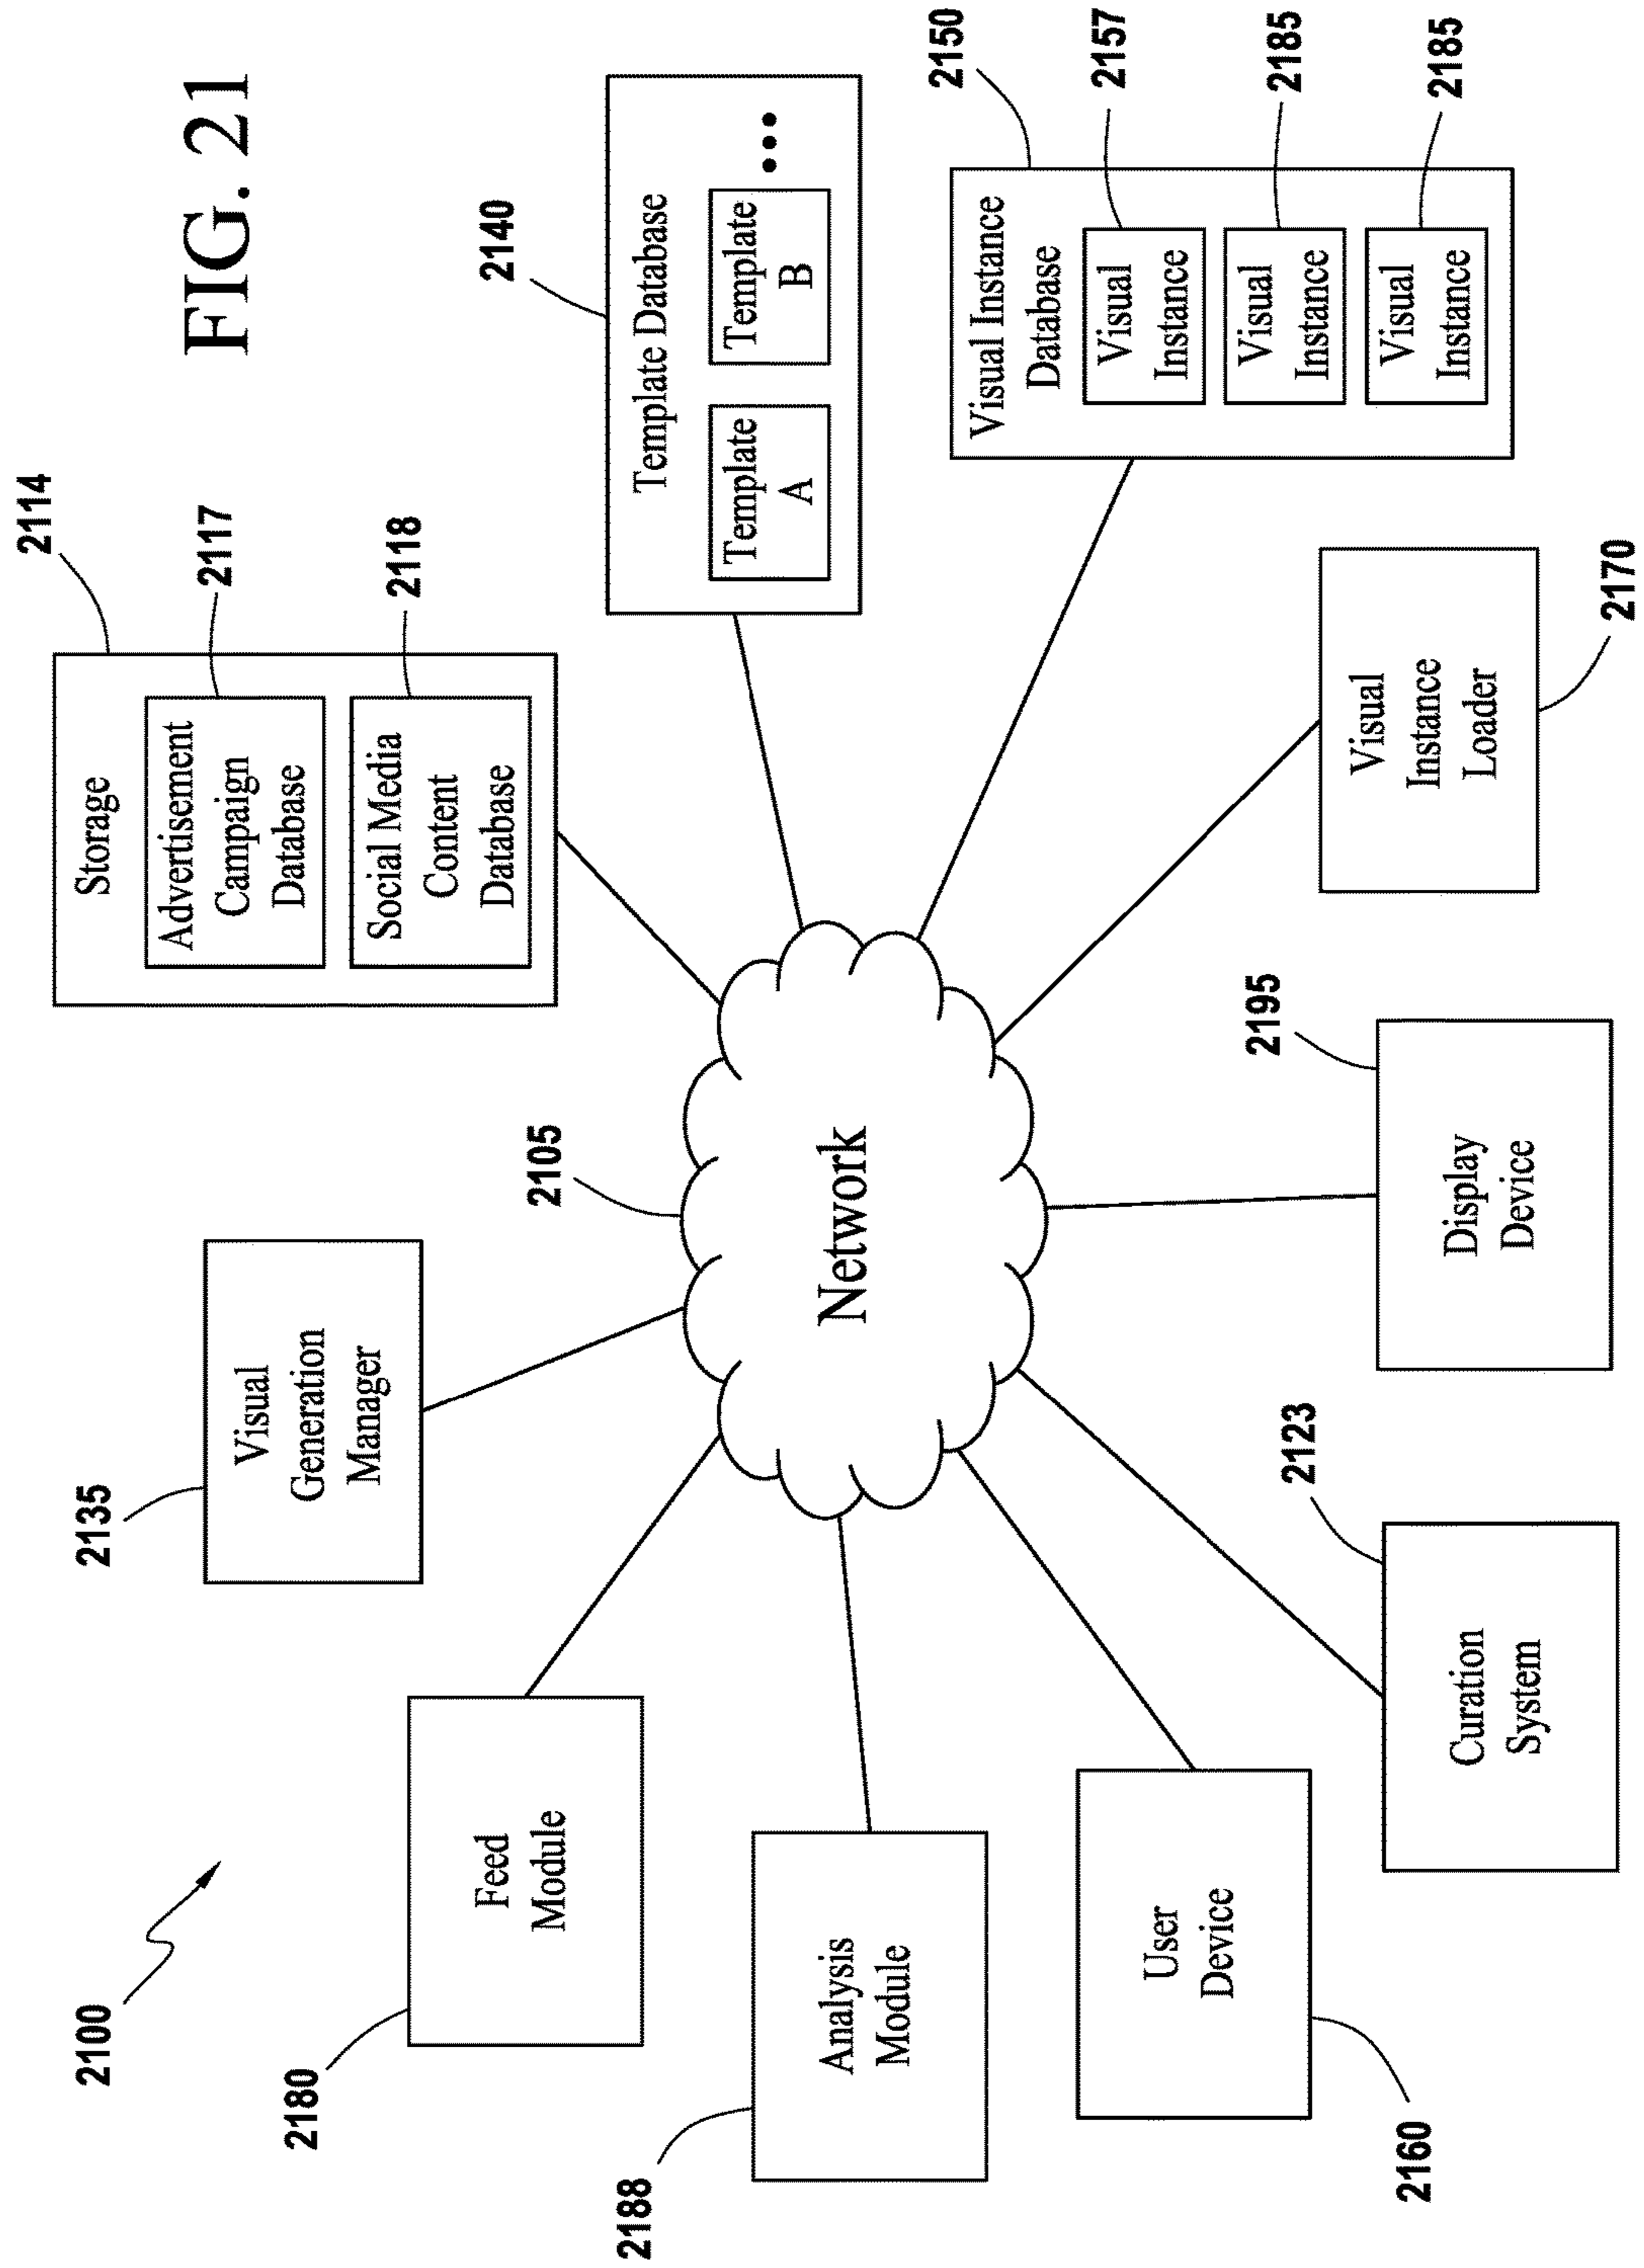 FIG. 21
2100
2135
Visual
Generation
Manager
2114
Storage
Advertisement
Campaign
Database
2117
Social Media
Content
Database
2118
2180
Feed
Module
2105
Network
2140
Template Database
Template
A
Template
B
•••
2188
Analysis
Module
2150
Visual Instance
Database
Visual
Instance
2157
Visual
Instance
2185
Visual
Instance
2185
2160
User
Device
2123
Curation
System
2195
Display
Device
Visual
Instance
Loader
2170